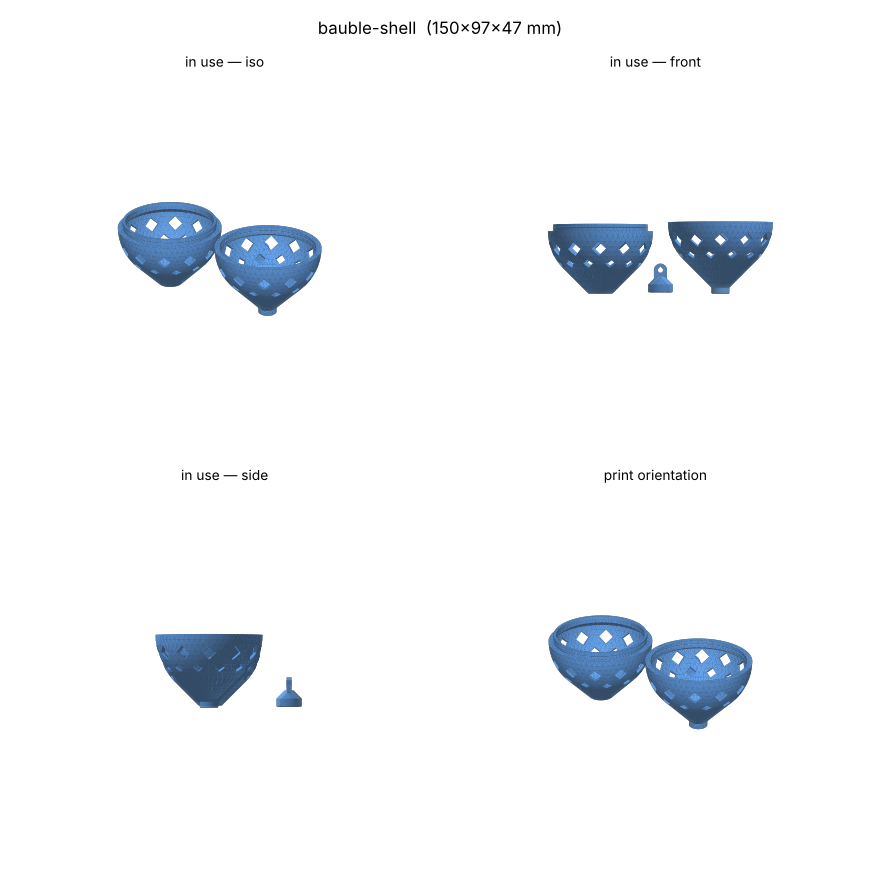 bauble-shell (150×97×47 mm)
in use — iso
in use — front
in use — side
print orientation